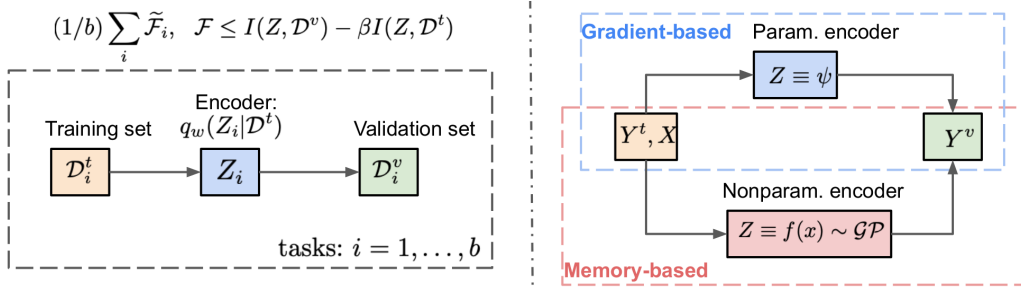 (1/b) ∑_i F̃_i, F ≤ I(Z, D^v) − βI(Z, D^t)
Encoder:
Training set q_w(Z_i|D^t) Validation set
D_i^t Z_i D_i^v
tasks: i = 1, . . . , b
Gradient-based Param. encoder
Z ≡ ψ
Y^t, X Y^v
Nonparam. encoder
Z ≡ f(x) ∼ GP
Memory-based